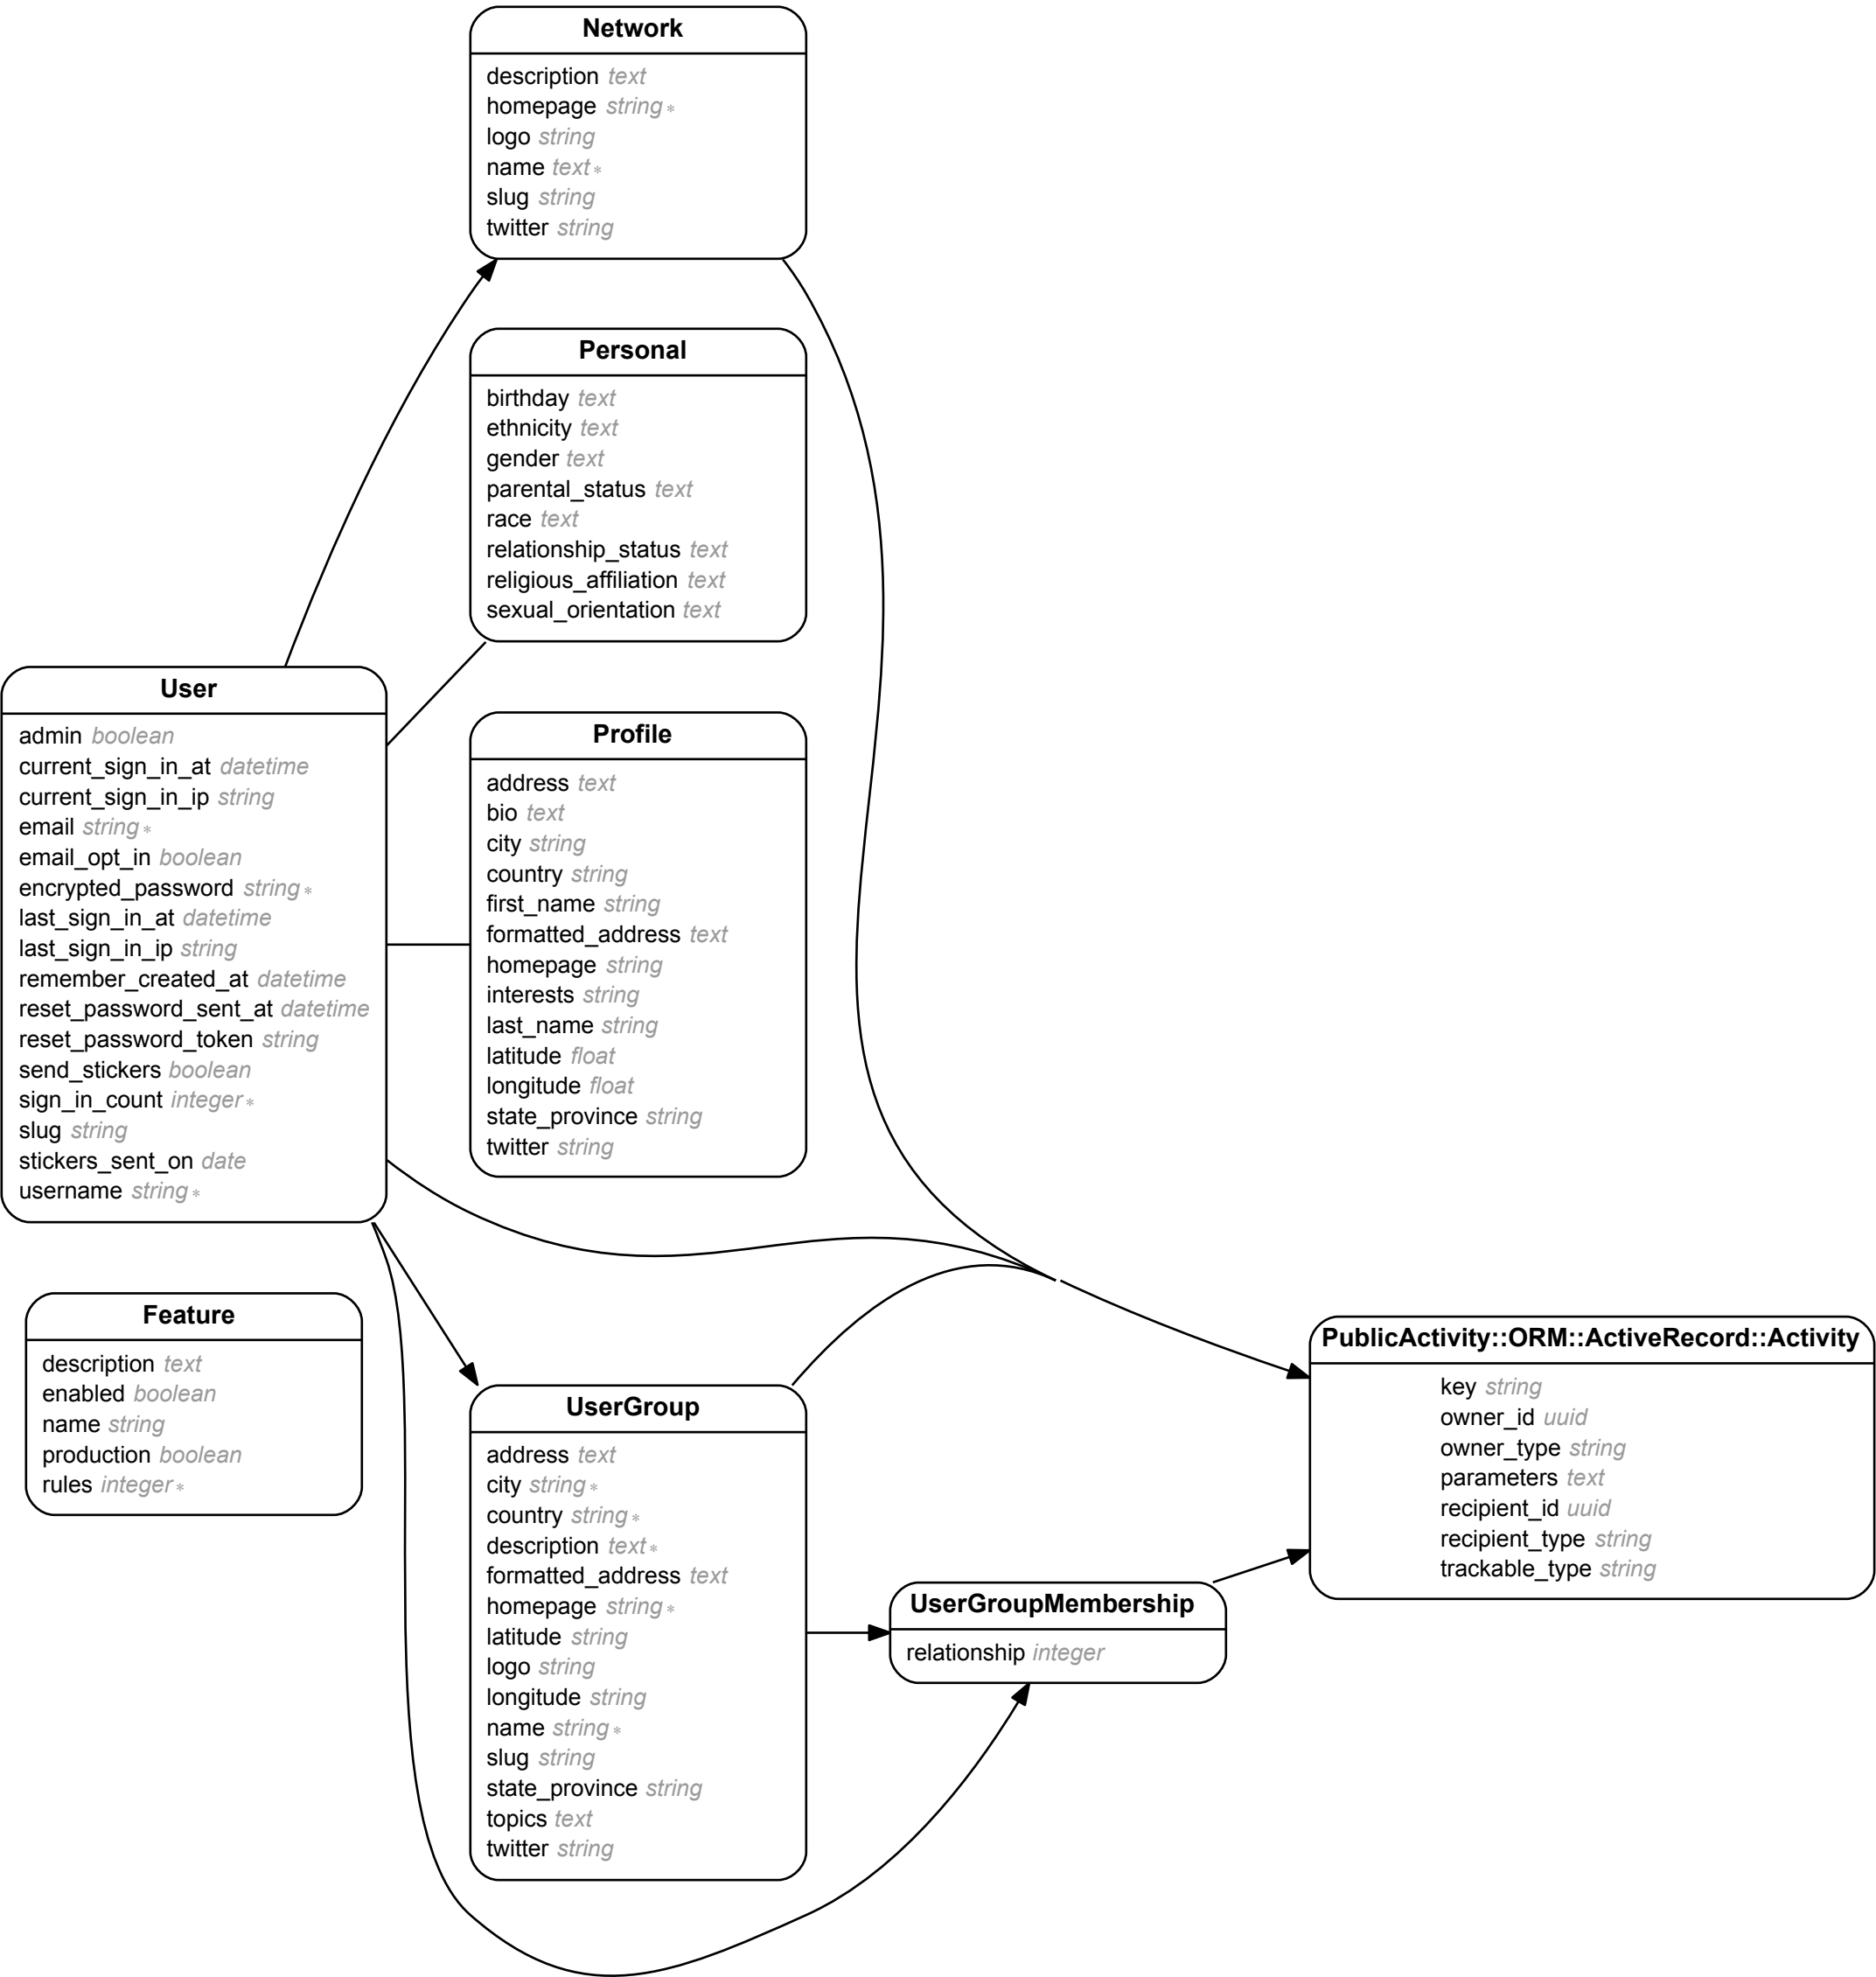 Network
description text
homepage string ∗
logo string
name text ∗
slug string
twitter string
Personal
birthday text
ethnicity text
gender text
parental_status text
race text
relationship_status text
religious_affiliation text
sexual_orientation text
User
admin boolean
current_sign_in_at datetime
current_sign_in_ip string
email string ∗
email_opt_in boolean
encrypted_password string ∗
last_sign_in_at datetime
last_sign_in_ip string
remember_created_at datetime
reset_password_sent_at datetime
reset_password_token string
send_stickers boolean
sign_in_count integer ∗
slug string
stickers_sent_on date
username string ∗
Profile
address text
bio text
city string
country string
first_name string
formatted_address text
homepage string
interests string
last_name string
latitude float
longitude float
state_province string
twitter string
Feature
description text
enabled boolean
name string
production boolean
rules integer ∗
UserGroup
address text
city string ∗
country string ∗
description text ∗
formatted_address text
homepage string ∗
latitude string
logo string
longitude string
name string ∗
slug string
state_province string
topics text
twitter string
UserGroupMembership
relationship integer
PublicActivity::ORM::ActiveRecord::Activity
key string
owner_id uuid
owner_type string
parameters text
recipient_id uuid
recipient_type string
trackable_type string